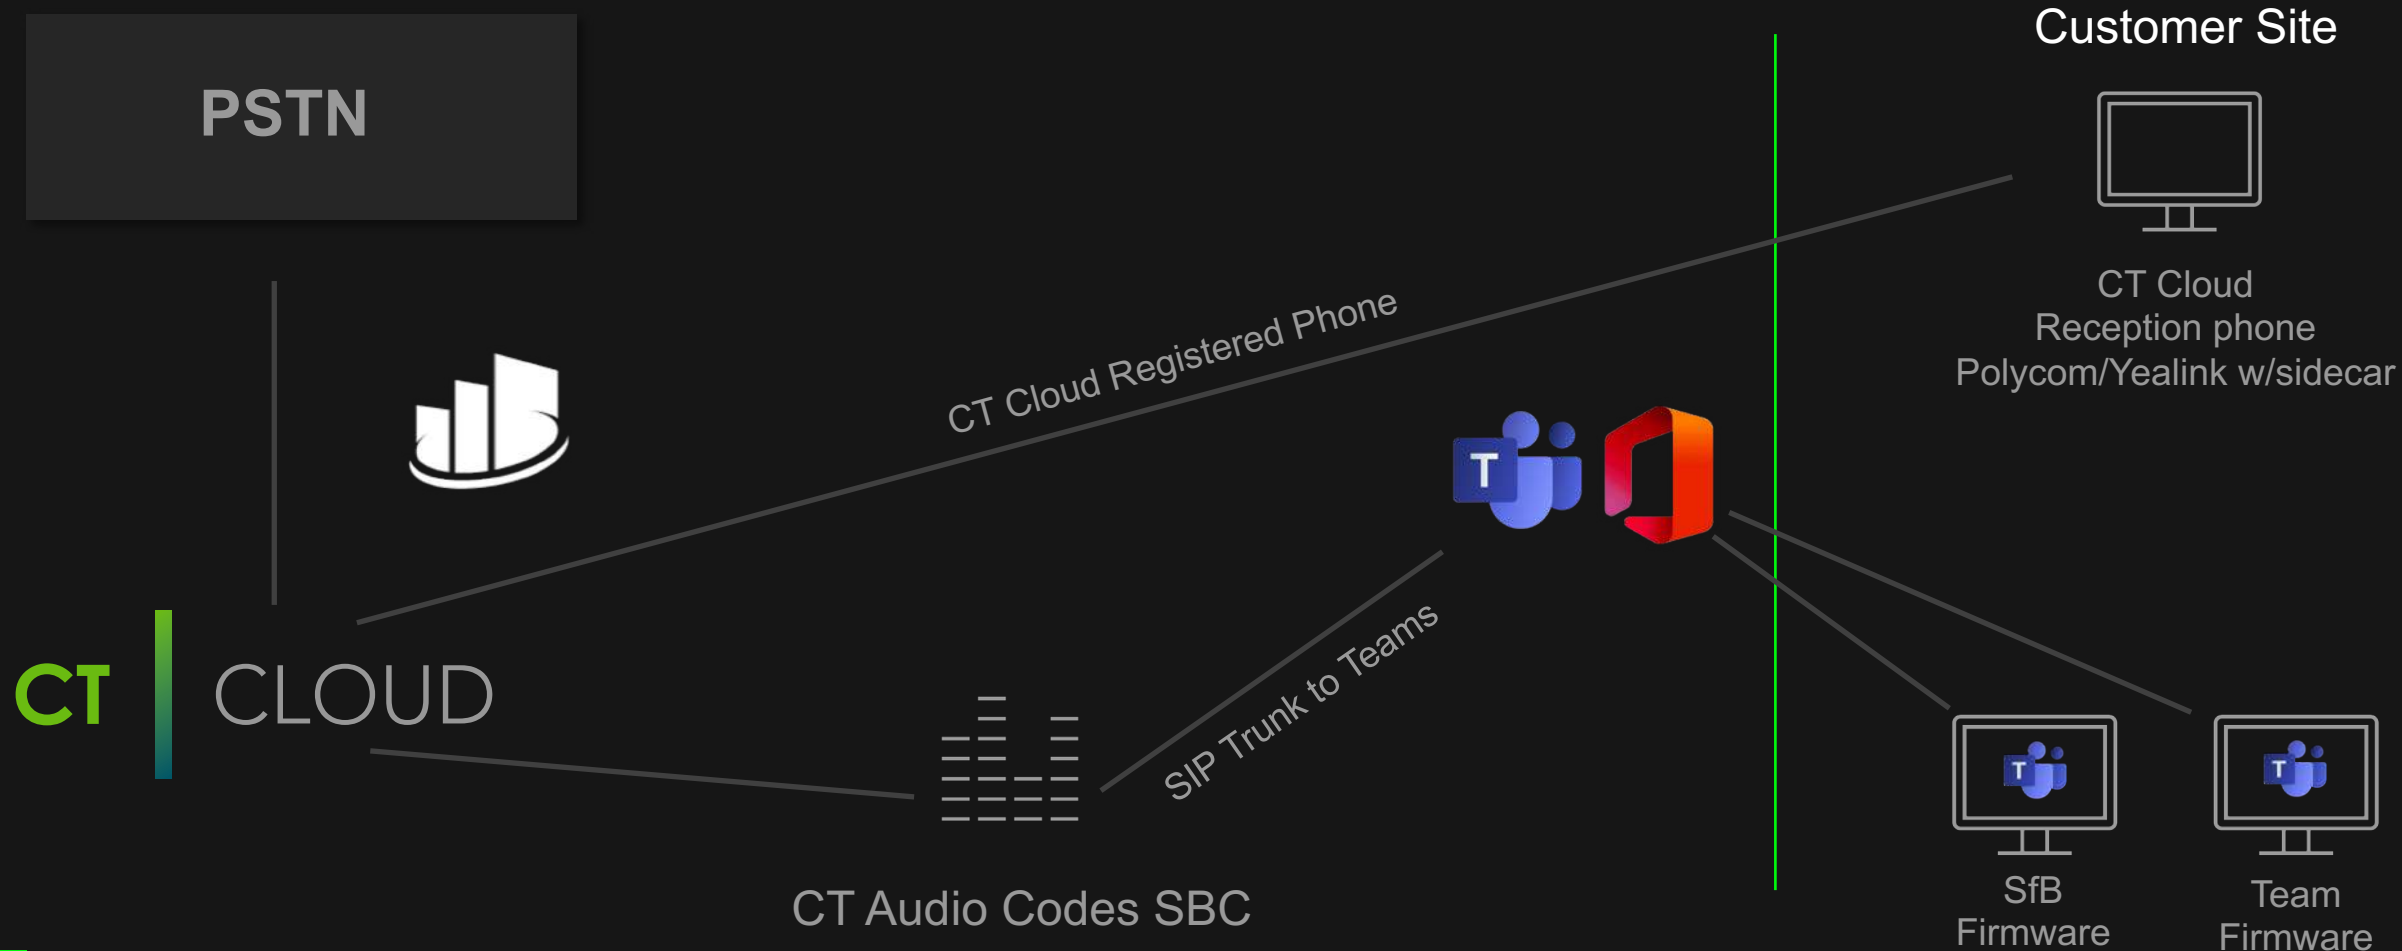 Customer Site
PSTN
CT Cloud
Reception phone
Polycom/Yealink w/sidecar
CT Cloud Registered Phone
T
SIP Trunk to Teams
CT CLOUD
T
T
CT Audio Codes SBC
SfB
Firmware
Team
Firmware